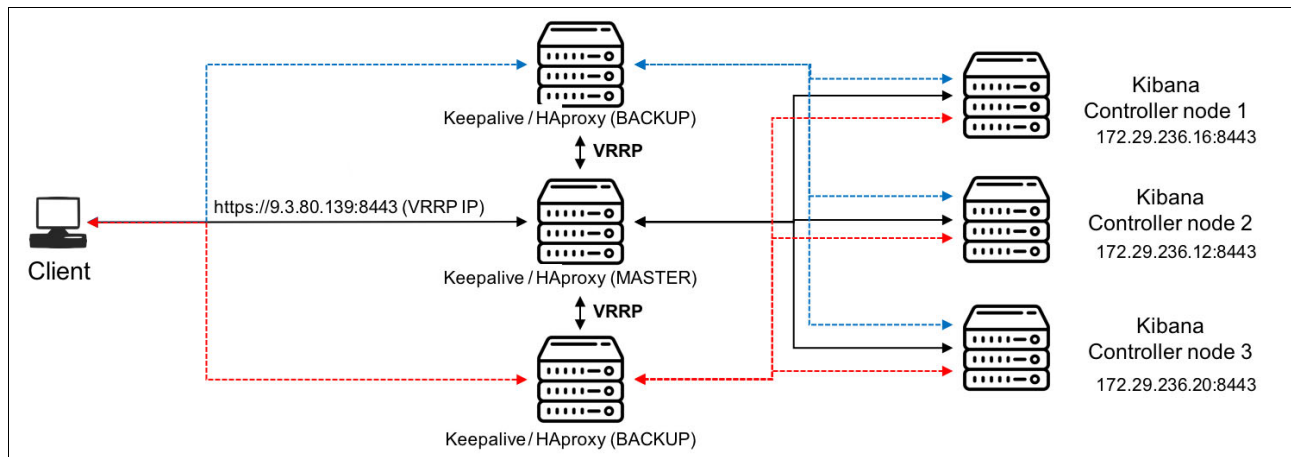 Keepalive / HAproxy (BACKUP)
VRRP
https://9.3.80.139:8443 (VRRP IP)
Client
Keepalive / HAproxy (MASTER)
VRRP
Keepalive / HAproxy (BACKUP)
Kibana
Controller node 1
172.29.236.16:8443
Kibana
Controller node 2
172.29.236.12:8443
Kibana
Controller node 3
172.29.236.20:8443